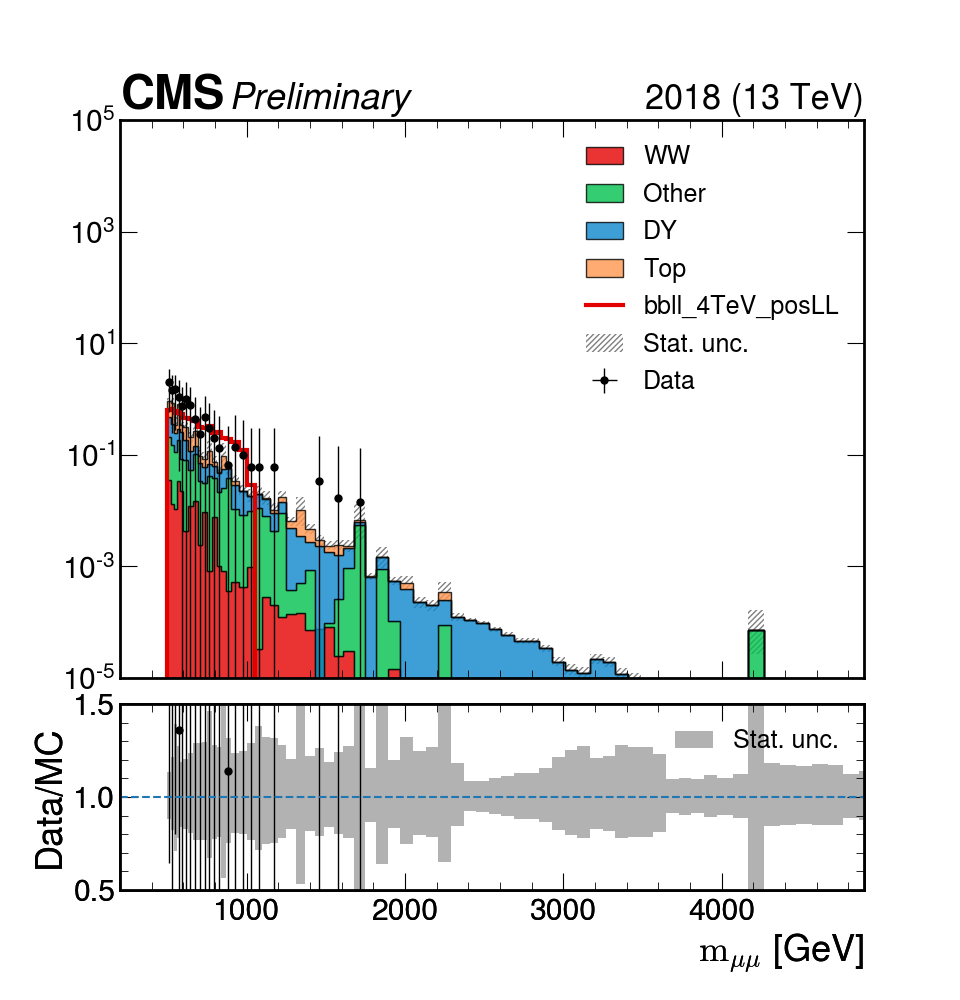 CMS Preliminary 2018 (13 TeV)
10^5
10^3
10^1
10^-1
10^-3
10^-5
WW
Other
DY
Top
bbll_4TeV_posLL
Stat. unc.
Data
1.5
1.0
0.5
Data/MC
Stat. unc.
1000 2000 3000 4000
m_μμ [GeV]